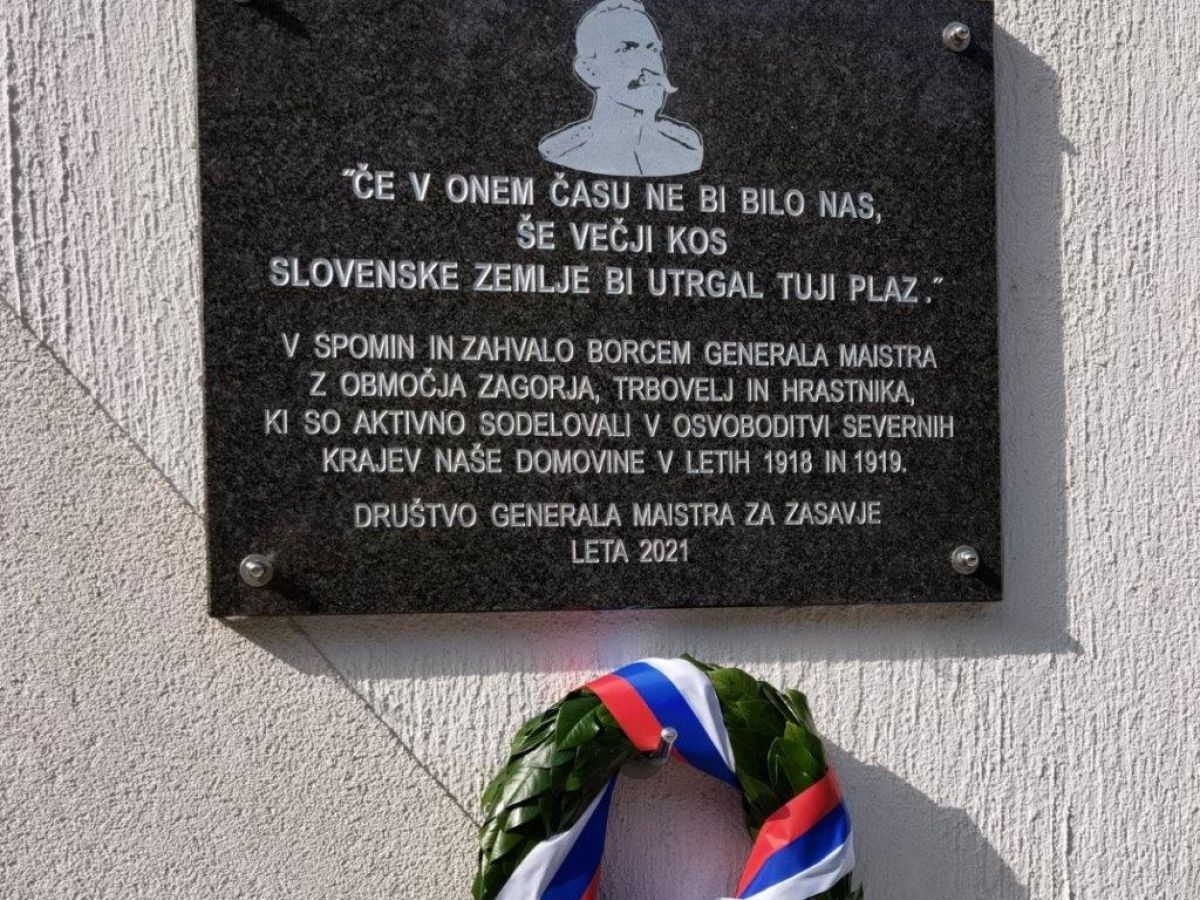 "ČE V ONEM ČASU NE BI BILO NAS,
ŠE VEČJI KOS
SLOVENSKE ZEMLJE BI UTRGAL TUJI PLAZ."
V SPOMIN IN ZAHVALO BORCEM GENERALA MAISTRA
Z OBMOČJA ZAGORJA, TRBOVELJ IN HRASTNIKA,
KI SO AKTIVNO SODELOVALI V OSVOBODITVI SEVERNIH
KRAJEV NAŠE DOMOVINE V LETIH 1918 IN 1919.
DRUŠTVO GENERALA MAISTRA ZA ZASAVJE
LETA 2021